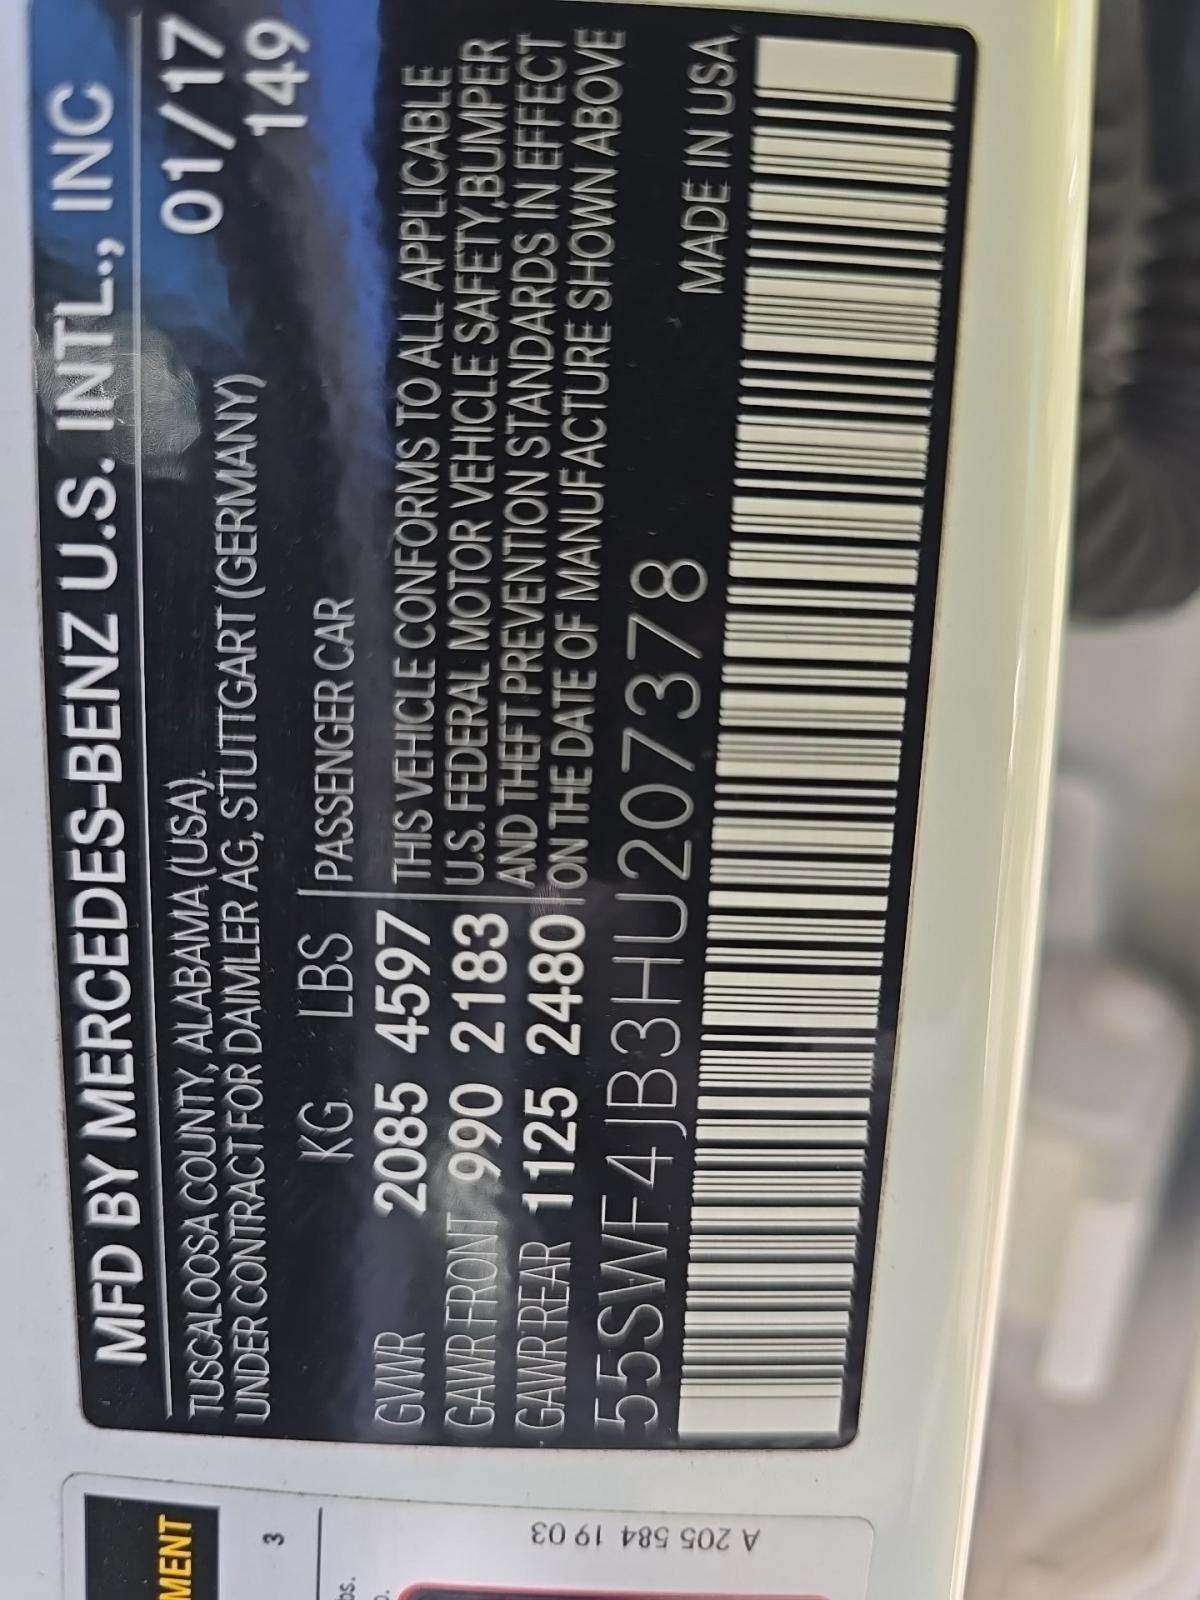 MFD BY MERCEDES-BENZ U.S. INTL., INC
TUSCALOOSA COUNTY, ALABAMA (USA). 01/17
UNDER CONTRACT FOR DAIMLER AG, STUTTGART (GERMANY) 149
KG LBS PASSENGER CAR
GVWR 2085 4597 THIS VEHICLE CONFORMS TO ALL APPLICABLE
GAWR FRONT 990 2183 U.S. FEDERAL MOTOR VEHICLE SAFETY, BUMPER
AND THEFT PREVENTION STANDARDS IN EFFECT
GAWR REAR 1125 2480 ON THE DATE OF MANUFACTURE SHOWN ABOVE
55SWF4JB3HU207378
MADE IN USA
MENT
3
bs.
A 205 584 19 03